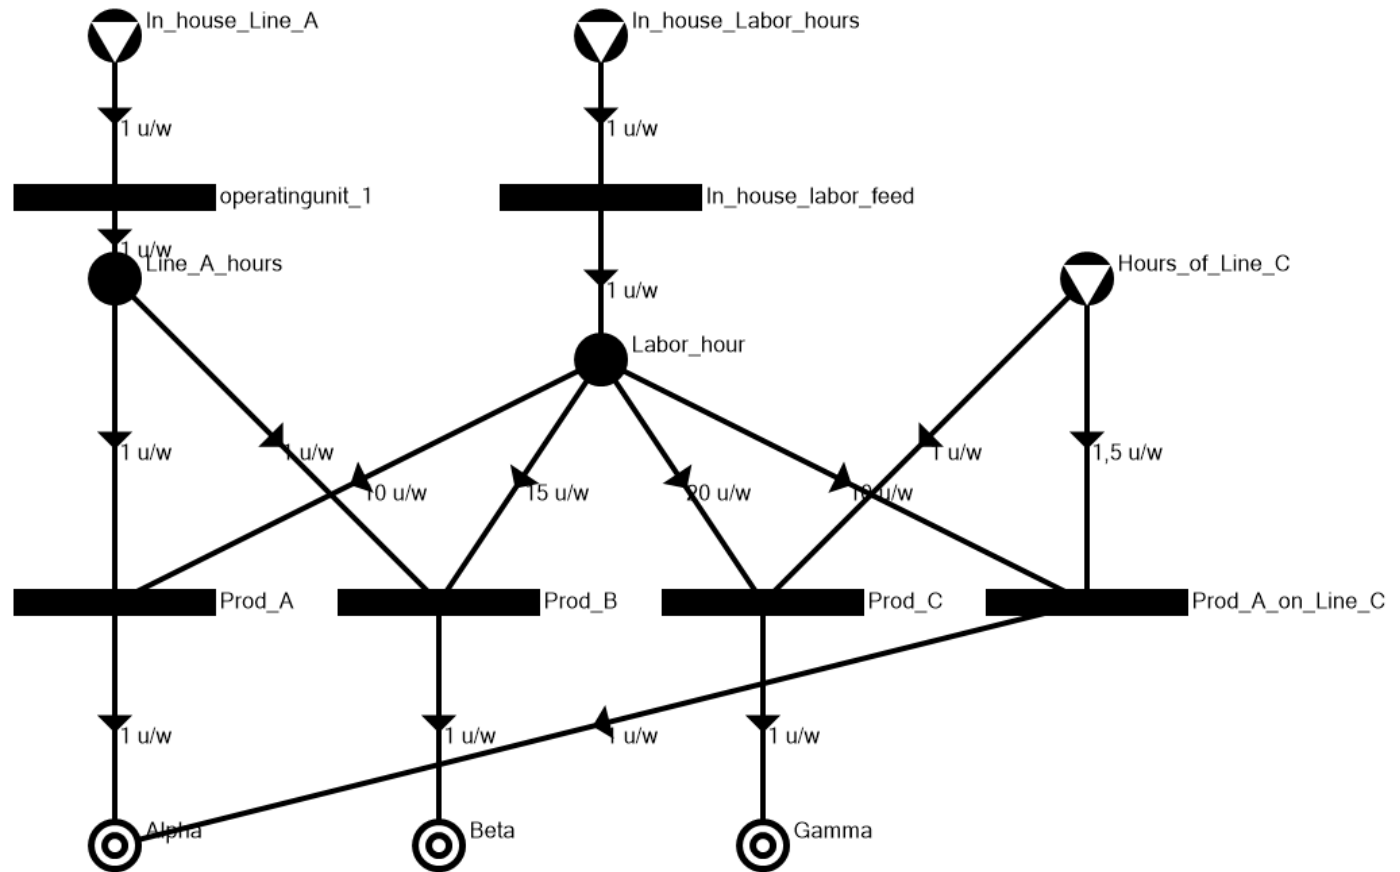 In_house_Line_A
In_house_Labor_hours
1 u/w
1 u/w
operatingunit_1
In_house_labor_feed
1 u/w
Line_A_hours
Hours_of_Line_C
1 u/w
Labor_hour
1 u/w
1 u/w
1 u/w
1,5 u/w
10 u/w
15 u/w
20 u/w
10 u/w
Prod_A
Prod_B
Prod_C
Prod_A_on_Line_C
1 u/w
1 u/w
1 u/w
1 u/w
Alpha
Beta
Gamma